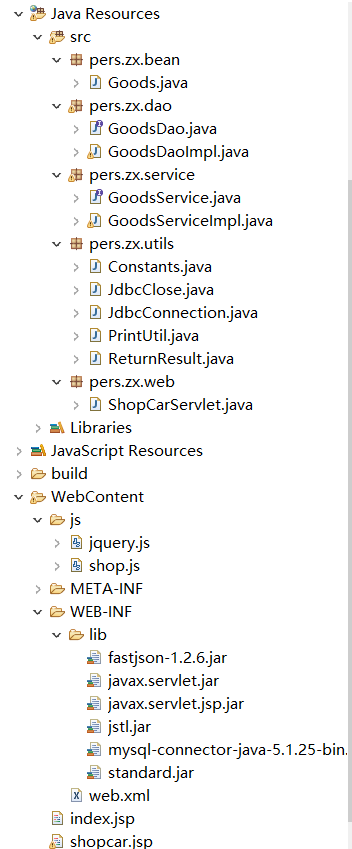 Java Resources
src
pers.zx.bean
Goods.java
pers.zx.dao
GoodsDao.java
GoodsDaoImpl.java
pers.zx.service
GoodsService.java
GoodsServiceImpl.java
pers.zx.utils
Constants.java
JdbcClose.java
JdbcConnection.java
PrintUtil.java
ReturnResult.java
pers.zx.web
ShopCarServlet.java
Libraries
JavaScript Resources
build
WebContent
js
jquery.js
shop.js
META-INF
WEB-INF
lib
fastjson-1.2.6.jar
javax.servlet.jar
javax.servlet.jsp.jar
jstl.jar
mysql-connector-java-5.1.25-bin.
standard.jar
web.xml
index.jsp
shopcar.jsp